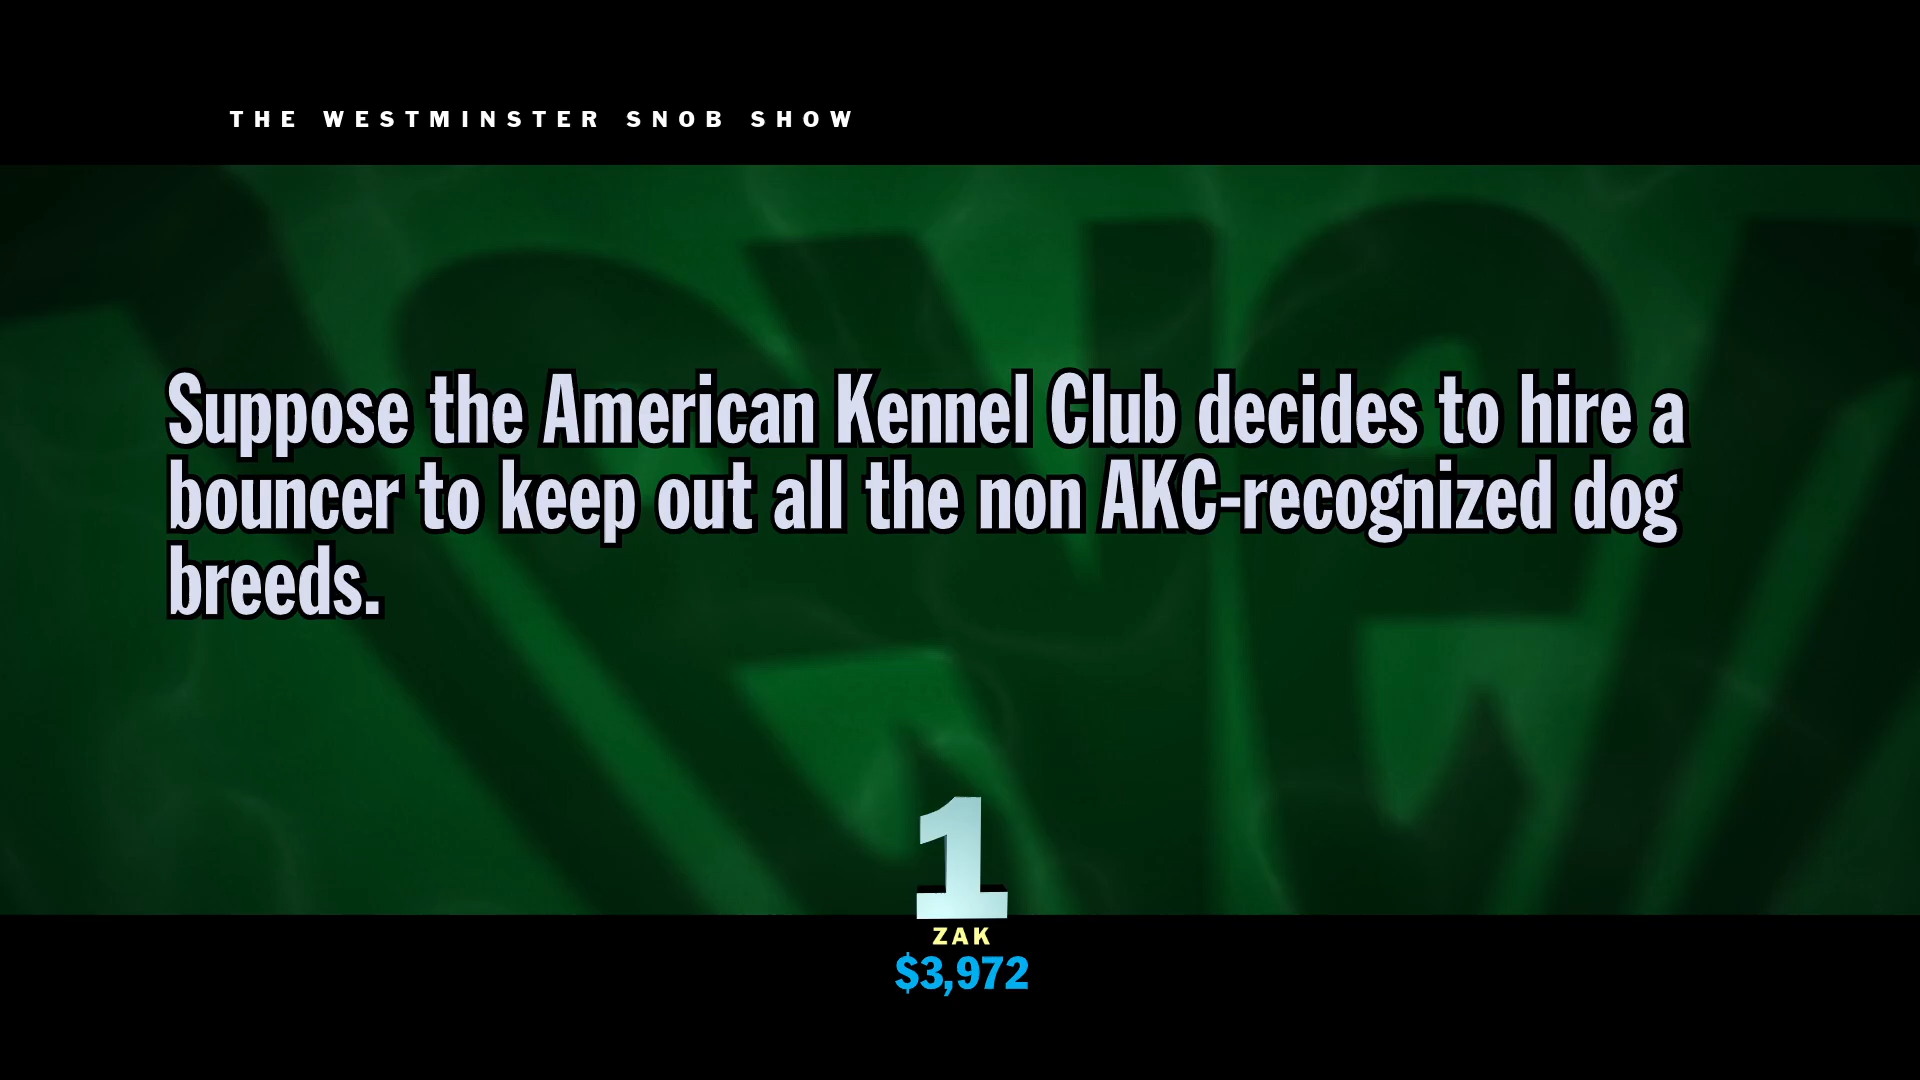 THE WESTMINSTER SNOB SHOW
Suppose the American Kennel Club decides to hire a
bouncer to keep out all the non AKC-recognized dog
breeds.
1
ZAK
$3,972